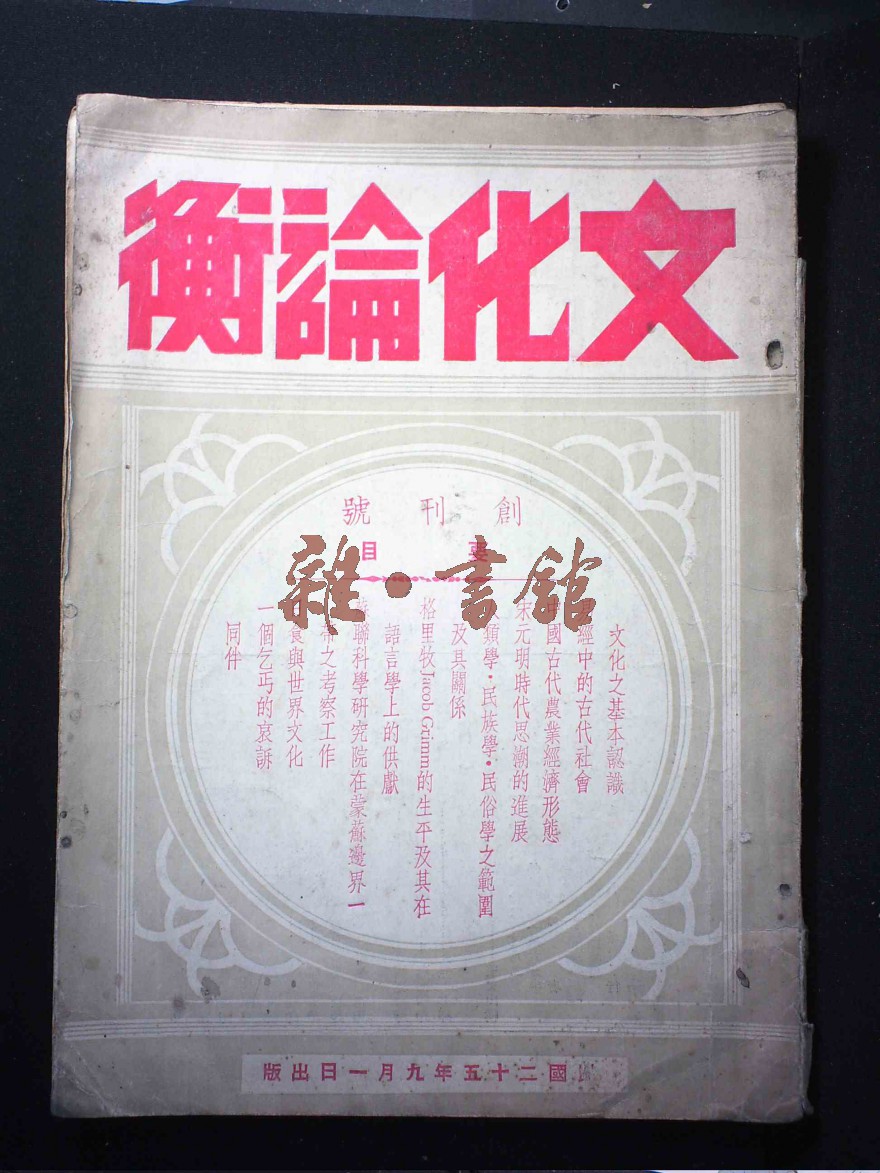 文化論衡
創刊號
要目
文化之基本認識
經中的古代社會
國古代農業經濟形態
宋元明時代思潮的進展
類學·民族學·民俗學之範圍
及其關係
格里牧Jacob Grimm的生平及其在
語言學上的供獻
聯科學研究院在蒙蘇邊界一
帶之考察工作
食與世界文化
一個乞丐的哀訴
同件
國二十五年九月一日出版
雜·書館